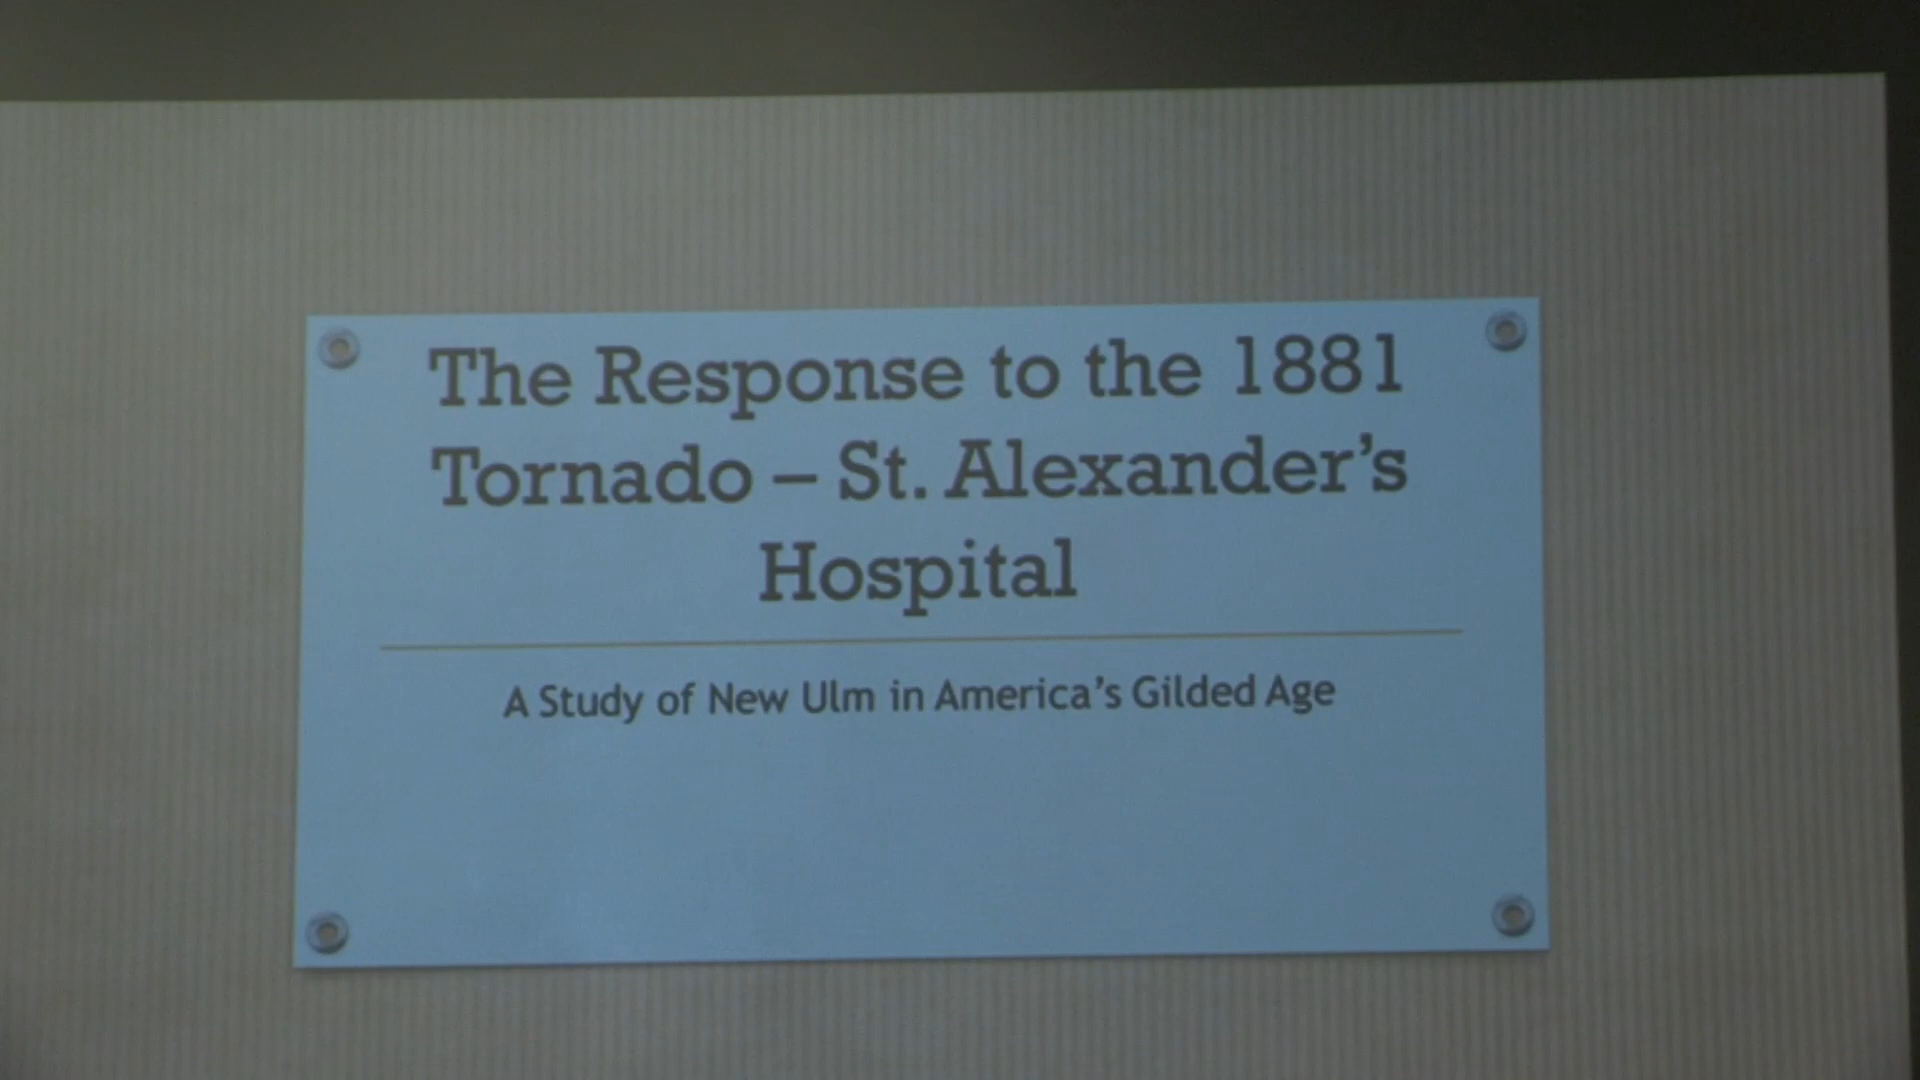 The Response to the 1881
Tornado – St. Alexander’s
Hospital
A Study of New Ulm in America’s Gilded Age